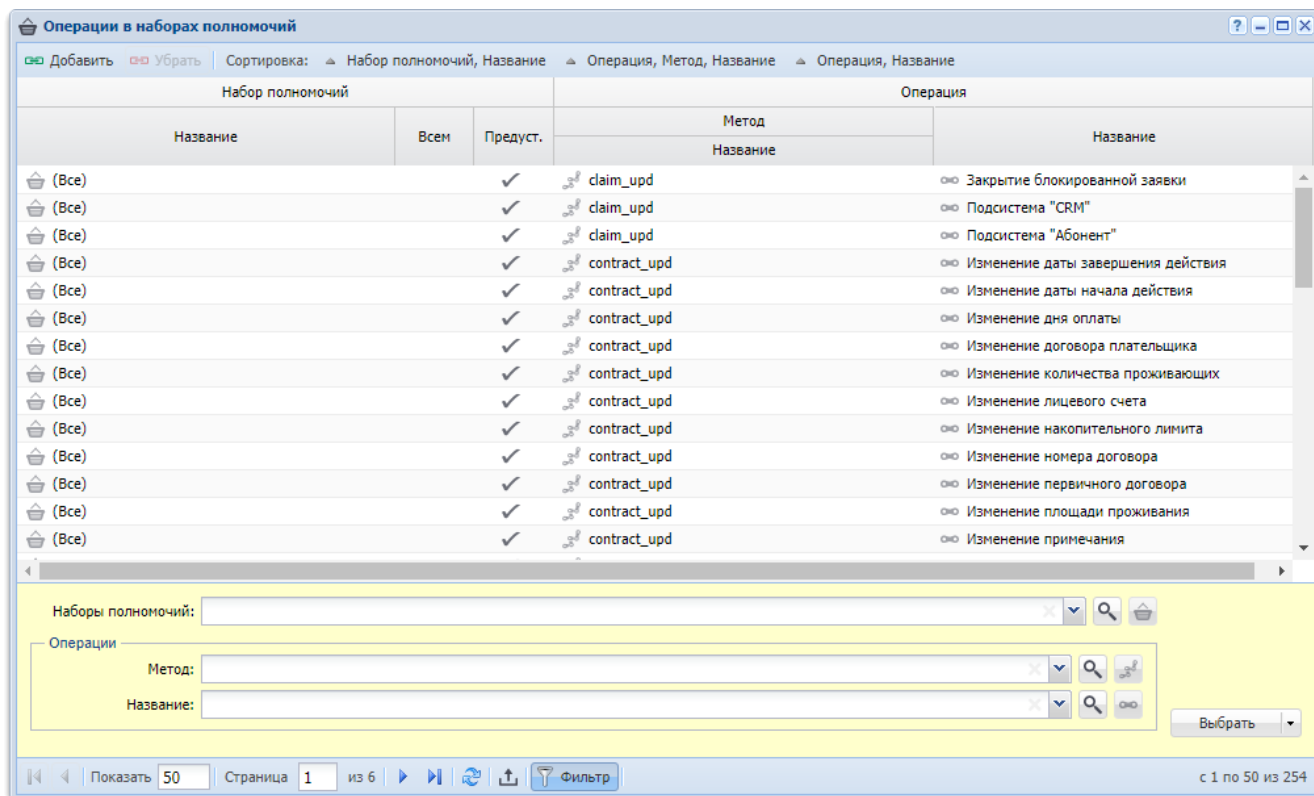 Операции в наборах полномочий
Добавить Убрать Сортировка: Набор полномочий, Название Операция, Метод, Название Операция, Название
Набор полномочий Операция
Название Всем Предуст. Метод Название
Название
(Все) claim_upd Закрытие блокированной заявки
(Все) claim_upd Подсистема "CRM"
(Все) claim_upd Подсистема "Абонент"
(Все) contract_upd Изменение даты завершения действия
(Все) contract_upd Изменение даты начала действия
(Все) contract_upd Изменение дня оплаты
(Все) contract_upd Изменение договора плательщика
(Все) contract_upd Изменение количества проживающих
(Все) contract_upd Изменение лицевого счета
(Все) contract_upd Изменение накопительного лимита
(Все) contract_upd Изменение номера договора
(Все) contract_upd Изменение первичного договора
(Все) contract_upd Изменение площади проживания
(Все) contract_upd Изменение примечания
Наборы полномочий:
Операции
Метод:
Название:
Выбрать
Показать 50 Страница 1 из 6 Фильтр с 1 по 50 из 254